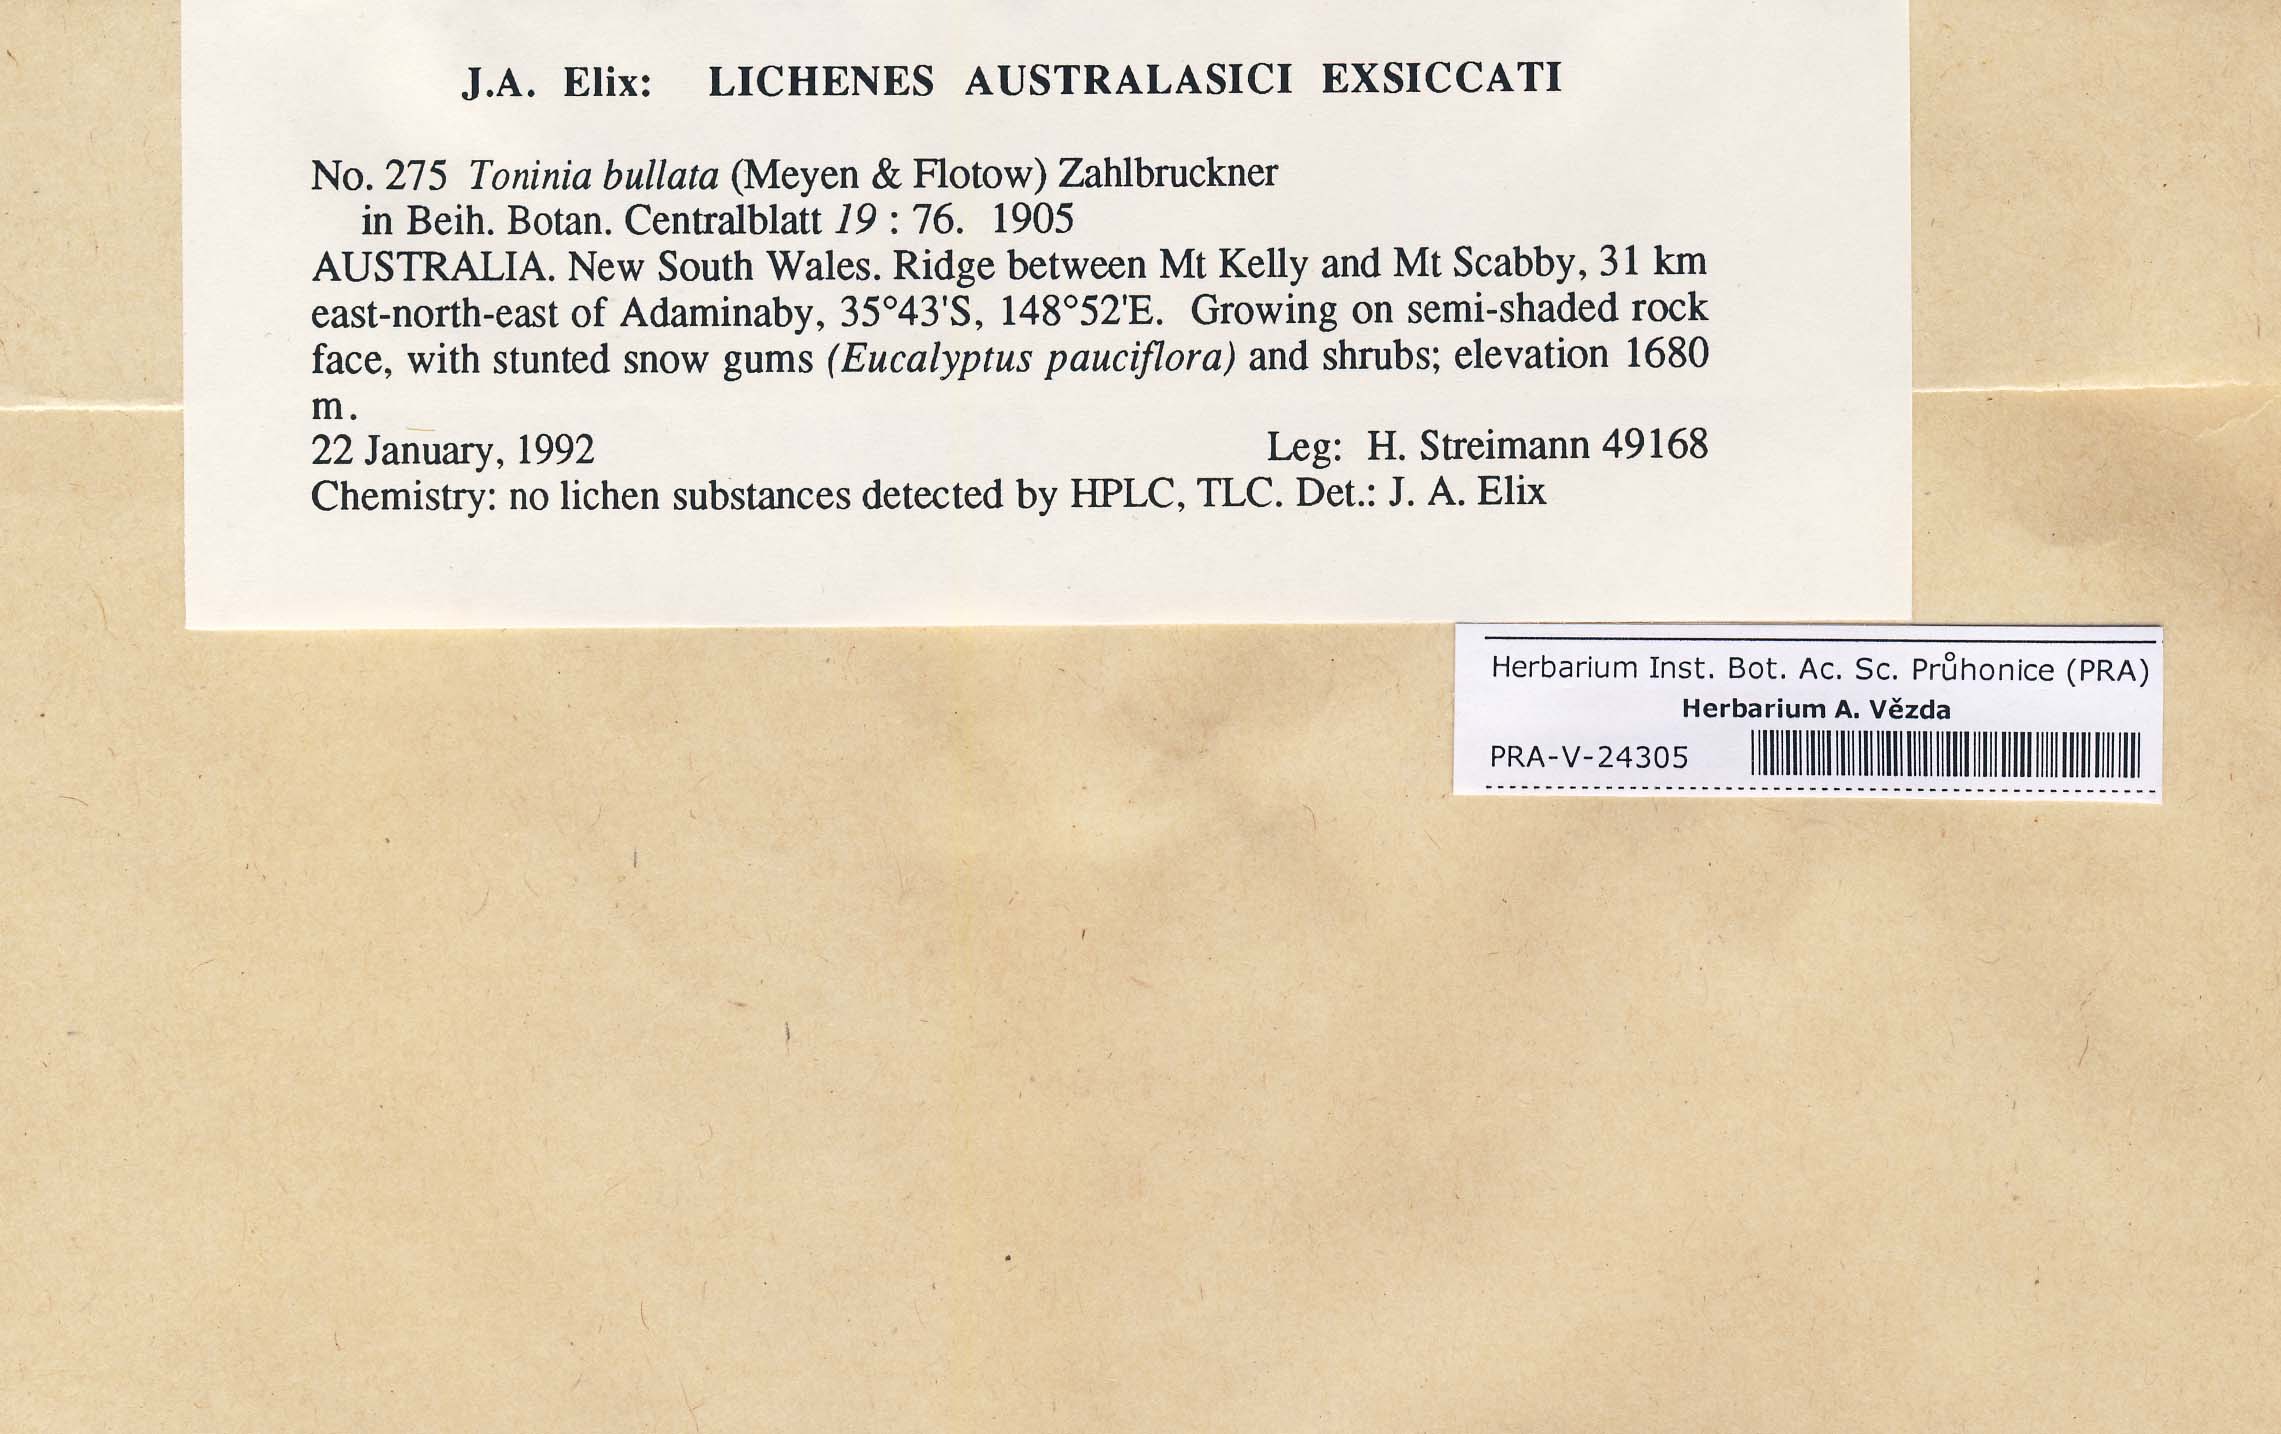 J.A. Elix: LICHENES AUSTRALASICI EXSICCATI
No. 275 Toninia bullata (Meyen & Flotow) Zahlbruckner
in Beih. Botan. Centralblatt 19 : 76. 1905
AUSTRALIA. New South Wales. Ridge between Mt Kelly and Mt Scabby, 31 km
east-north-east of Adaminaby, 35°43'S, 148°52'E. Growing on semi-shaded rock
face, with stunted snow gums (Eucalyptus pauciflora) and shrubs; elevation 1680
m.
22 January, 1992 Leg: H. Streimann 49168
Chemistry: no lichen substances detected by HPLC, TLC. Det.: J. A. Elix
Herbarium Inst. Bot. Ac. Sc. Průhonice (PRA)
Herbarium A. Vězda
PRA-V-24305